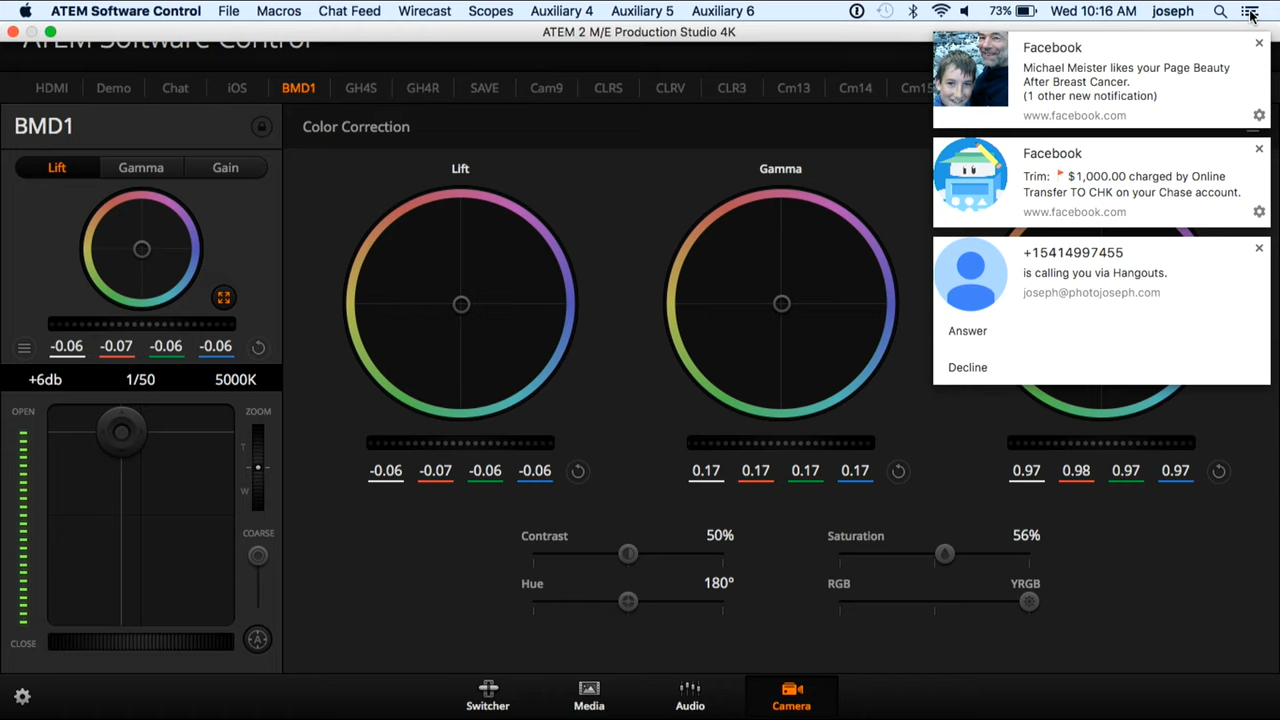 ATEM Software Control File Macros Chat Feed Wirecast Scopes Auxiliary 4 Auxiliary 5 Auxiliary 6 73% Wed 10:16 AM joseph
ATEM 2 M/E Production Studio 4K
ATEM Software Control
HDMI Demo Chat iOS BMD1 GH4S GH4R SAVE Cam9 CLRS CLRV CLR3 Cm13 Cm14 Cm15
BMD1
Color Correction
Lift Gamma Gain
Lift
Gamma
-0.06 -0.07 -0.06 -0.06
+6db 1/50 5000K
OPEN
ZOOM
T
W
COARSE
CLOSE
A
-0.06 -0.07 -0.06 -0.06
0.17 0.17 0.17 0.17
0.97 0.98 0.97 0.97
Contrast 50%
Saturation 56%
Hue 180°
RGB YRGB
Facebook
Michael Meister likes your Page Beauty
After Breast Cancer.
(1 other new notification)
www.facebook.com
Facebook
Trim: 🚩 $1,000.00 charged by Online
Transfer TO CHK on your Chase account.
www.facebook.com
+15414997455
is calling you via Hangouts.
joseph@photojoseph.com
Answer
Decline
Switcher Media Audio Camera